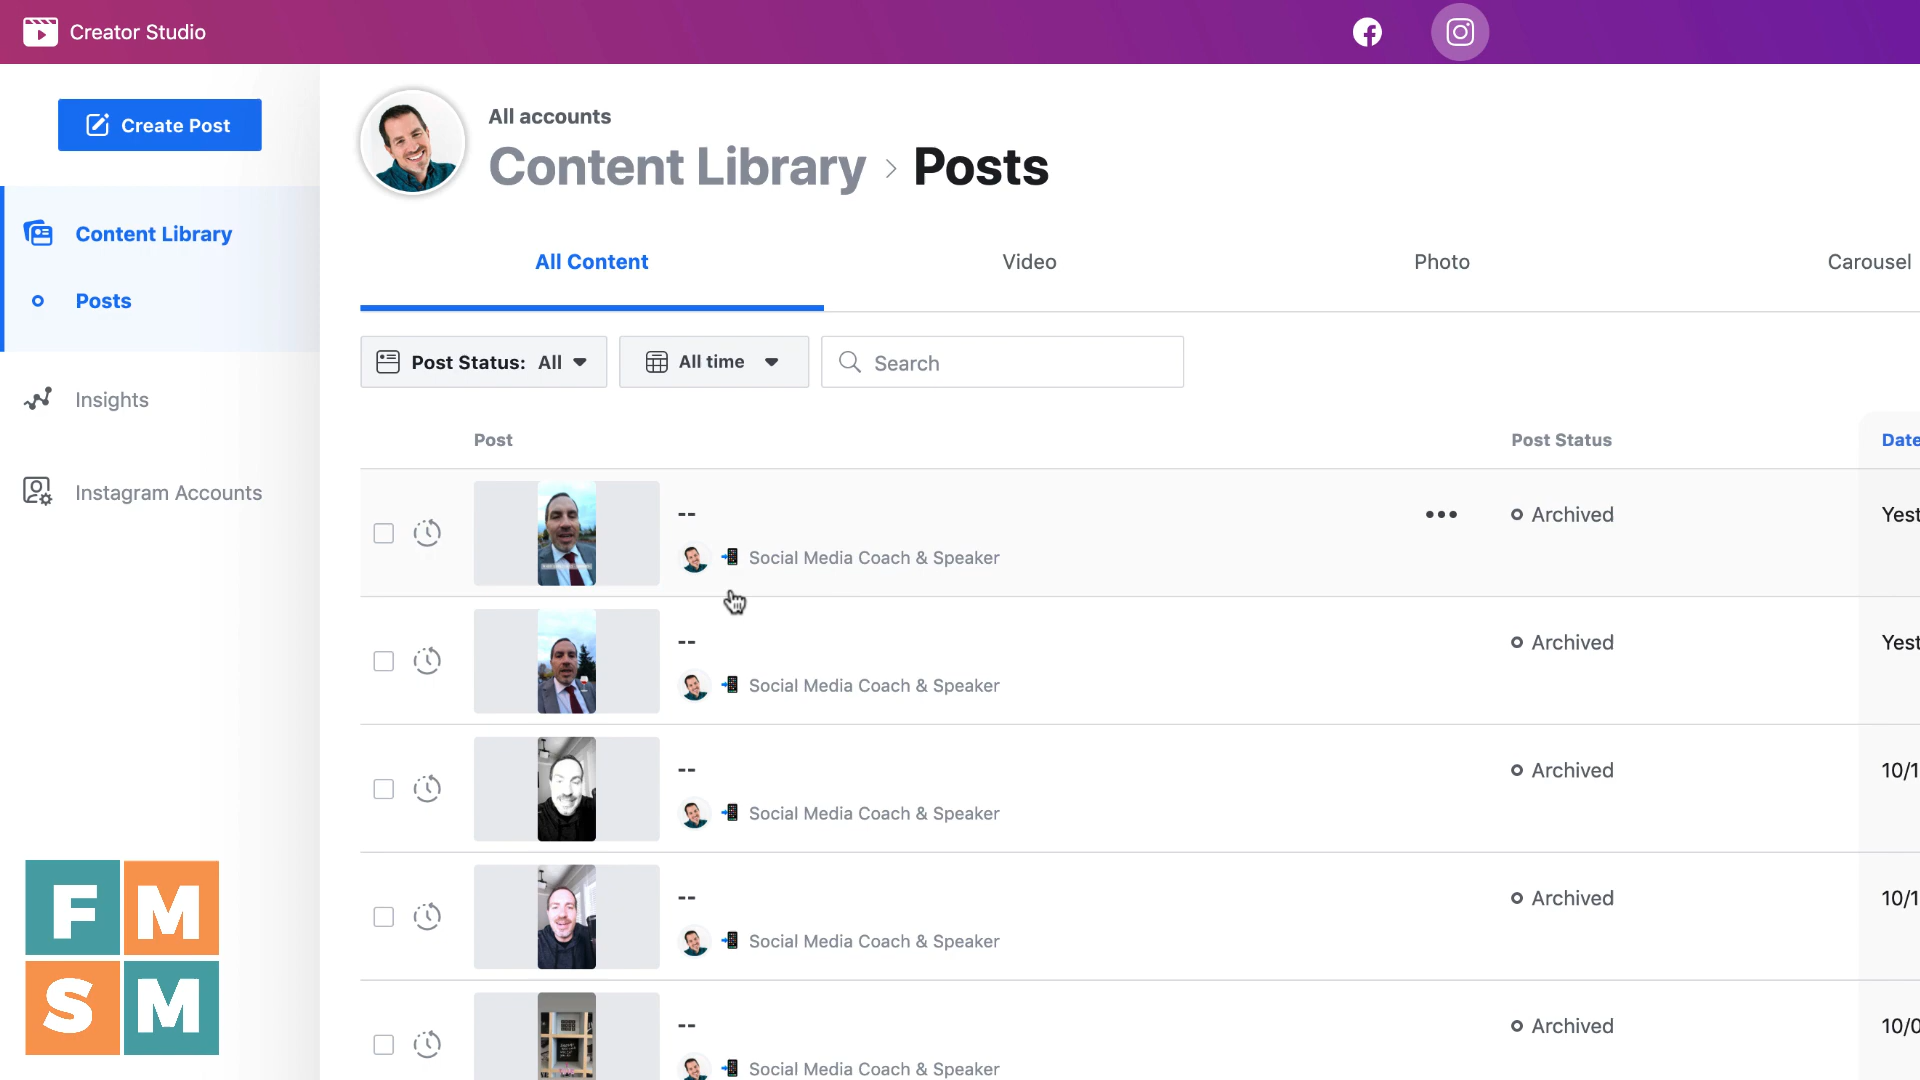 Creator Studio
Create Post
All accounts
Content Library > Posts
Content Library
Posts
Insights
Instagram Accounts
All Content
Video
Photo
Carousel
Post Status: All
All time
Search
Post
Post Status
Date
--
Archived
Yest
Social Media Coach & Speaker
--
Archived
Yest
Social Media Coach & Speaker
--
Archived
10/1
Social Media Coach & Speaker
--
Archived
10/1
Social Media Coach & Speaker
--
Archived
10/0
Social Media Coach & Speaker
F M
S M